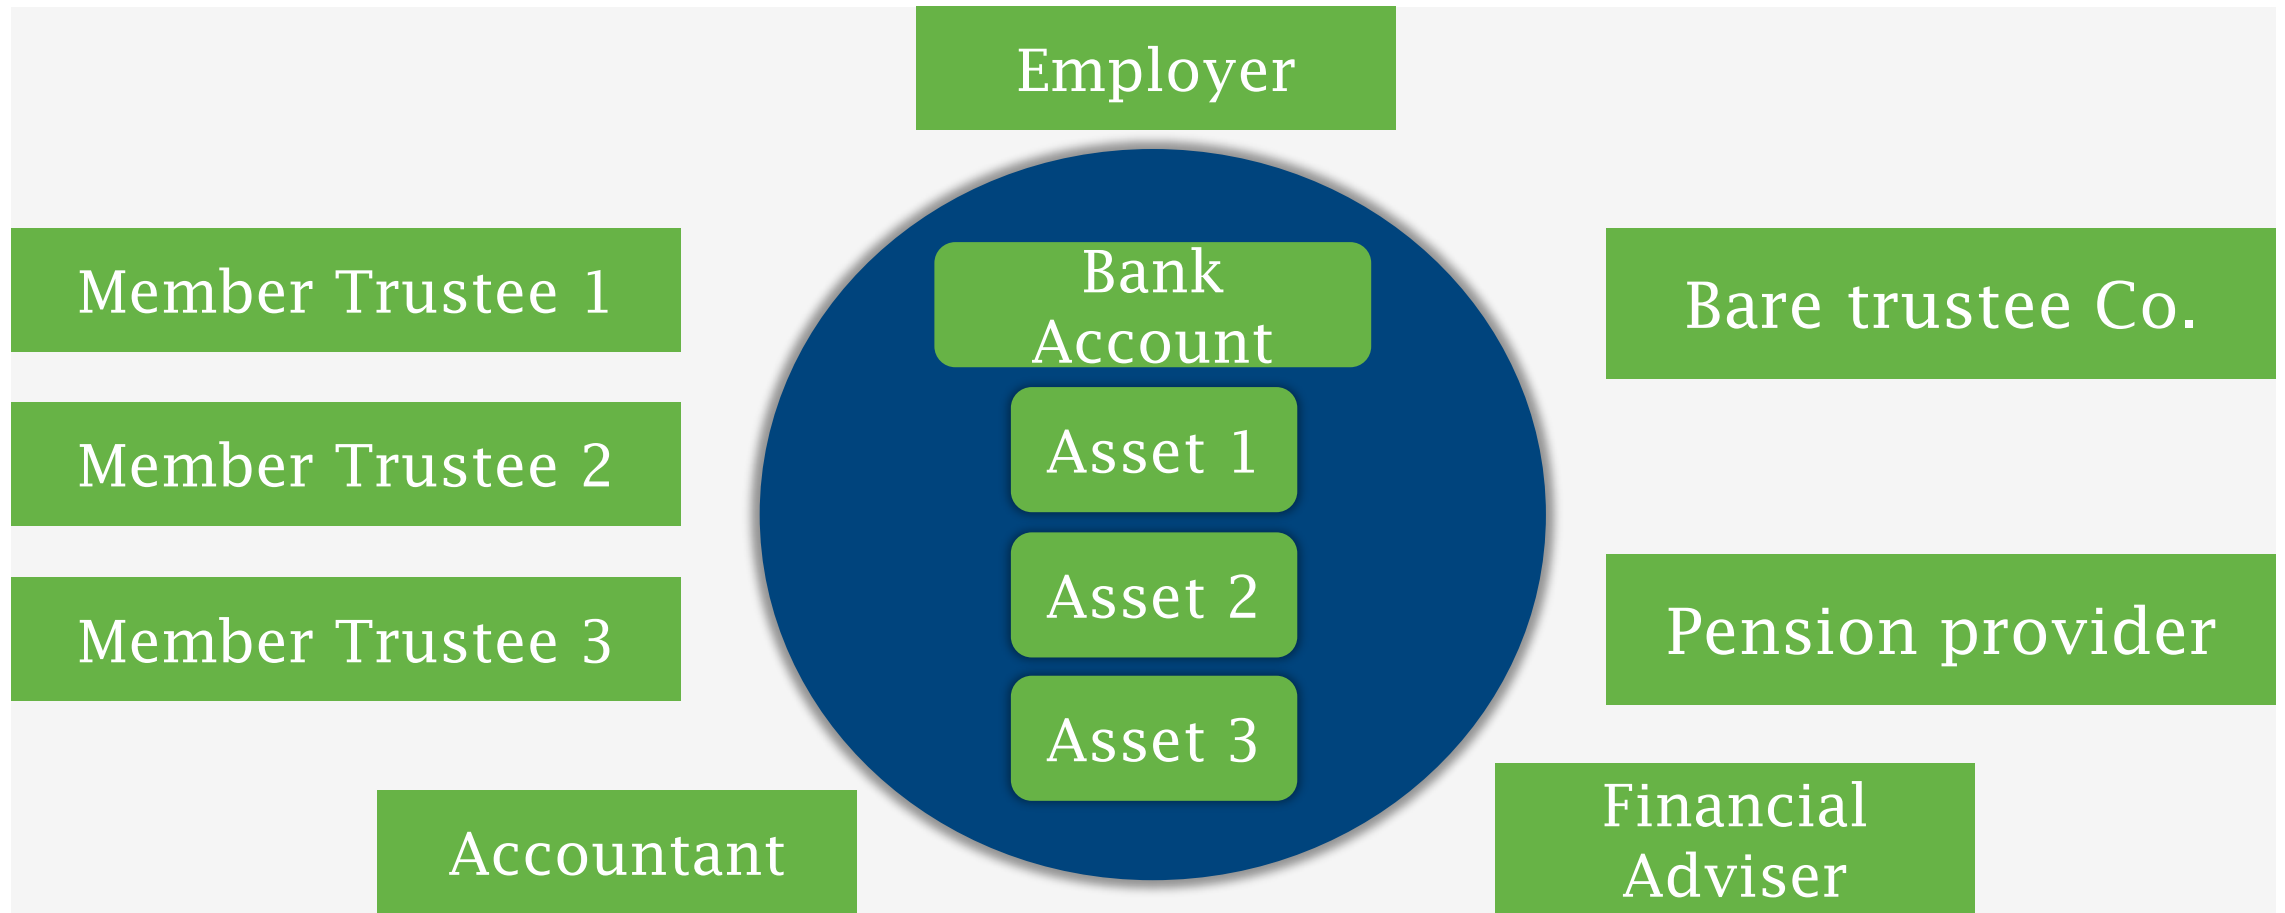 Employer
Member Trustee 1
Bank
Account
Bare trustee Co.
Member Trustee 2
Asset 1
Member Trustee 3
Asset 2
Pension provider
Asset 3
Accountant
Financial
Adviser